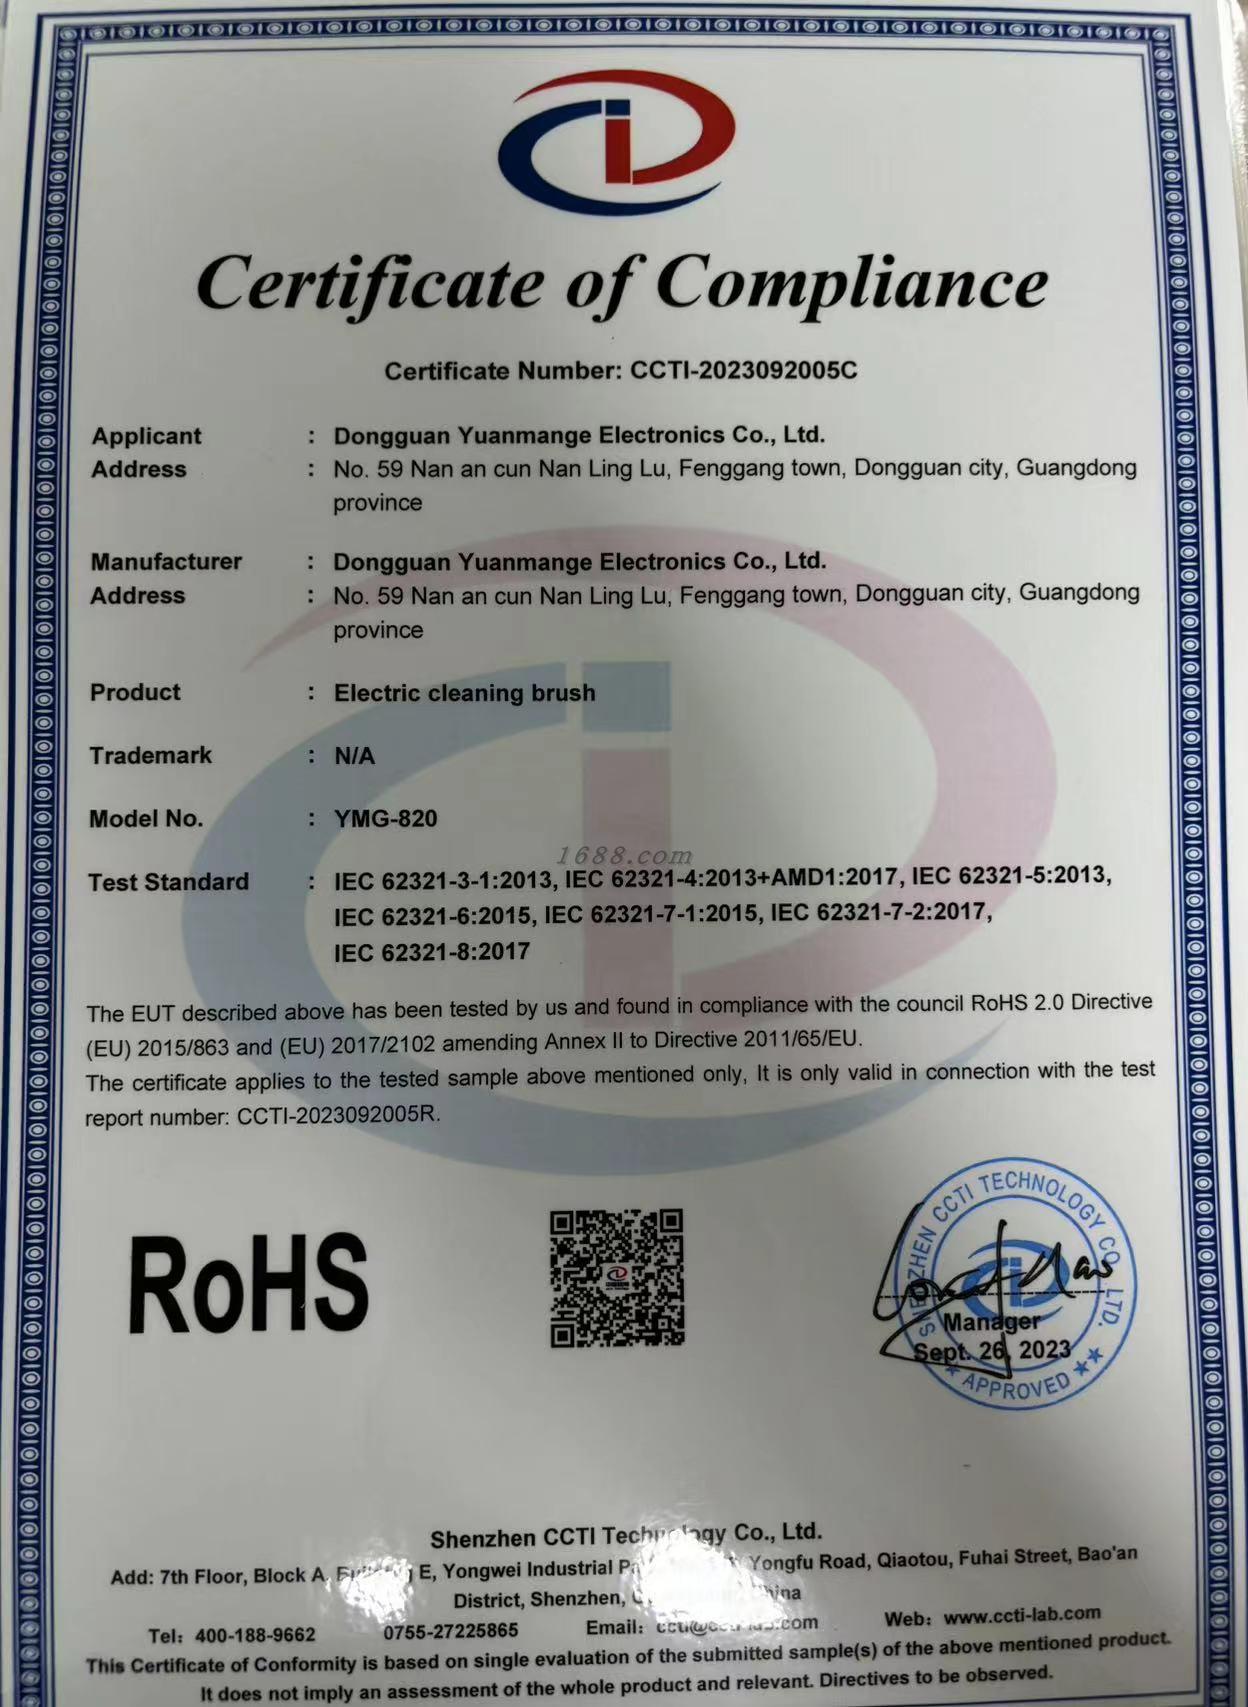 Certificate of Compliance
Certificate Number: CCTI-2023092005C
Applicant : Dongguan Yuanmange Electronics Co., Ltd.
Address : No. 59 Nan an cun Nan Ling Lu, Fenggang town, Dongguan city, Guangdong
province
Manufacturer : Dongguan Yuanmange Electronics Co., Ltd.
Address : No. 59 Nan an cun Nan Ling Lu, Fenggang town, Dongguan city, Guangdong
province
Product : Electric cleaning brush
Trademark : N/A
Model No. : YMG-820
1688.com
Test Standard : IEC 62321-3-1:2013, IEC 62321-4:2013+AMD1:2017, IEC 62321-5:2013,
IEC 62321-6:2015, IEC 62321-7-1:2015, IEC 62321-7-2:2017,
IEC 62321-8:2017
The EUT described above has been tested by us and found in compliance with the council RoHS 2.0 Directive
(EU) 2015/863 and (EU) 2017/2102 amending Annex II to Directive 2011/65/EU.
The certificate applies to the tested sample above mentioned only, It is only valid in connection with the test
report number: CCTI-2023092005R.
RoHS
SHENZHEN CCTI TECHNOLOGY CO., LTD.
Manager
Sept. 26, 2023
APPROVED
Shenzhen CCTI Technology Co., Ltd.
Add: 7th Floor, Block A, E, Yongwei Industrial Yongfu Road, Qiaotou, Fuhai Street, Bao'an
District, Shenzhen, China
Tel: 400-188-9662 0755-27225865 Email: Web: www.ccti-lab.com
This Certificate of Conformity is based on single evaluation of the submitted sample(s) of the above mentioned product.
It does not imply an assessment of the whole product and relevant. Directives to be observed.